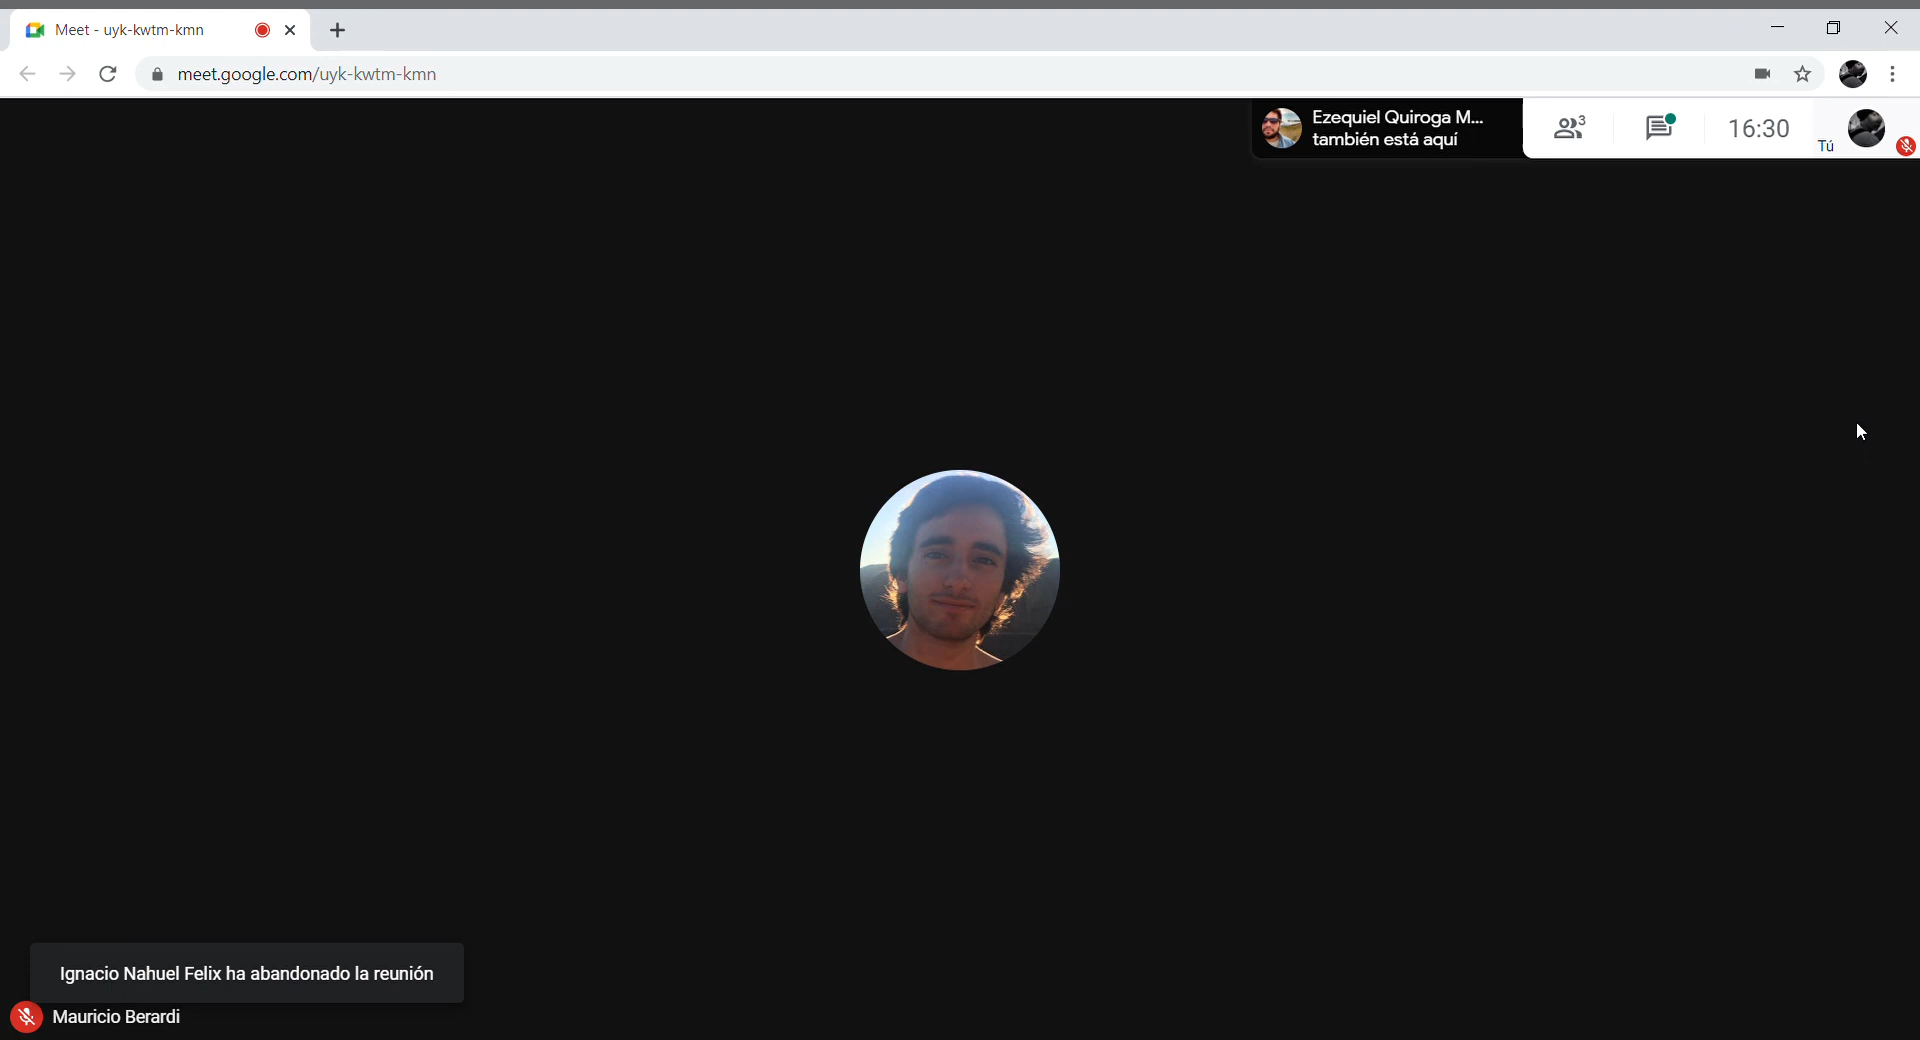 Meet - uyk-kwtm-kmn
meet.google.com/uyk-kwtm-kmn
Ezequiel Quiroga M...
también está aquí
3
16:30
Tú
Ignacio Nahuel Felix ha abandonado la reunión
Mauricio Berardi